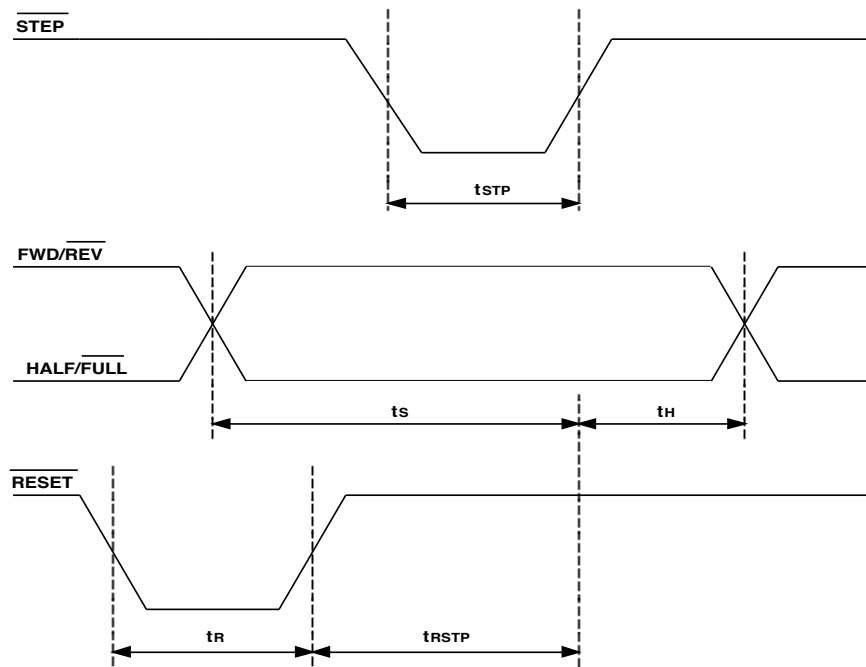 STEP
tSTP
FWD/REV
HALF/FULL
tS
tH
RESET
tR
tRSTP